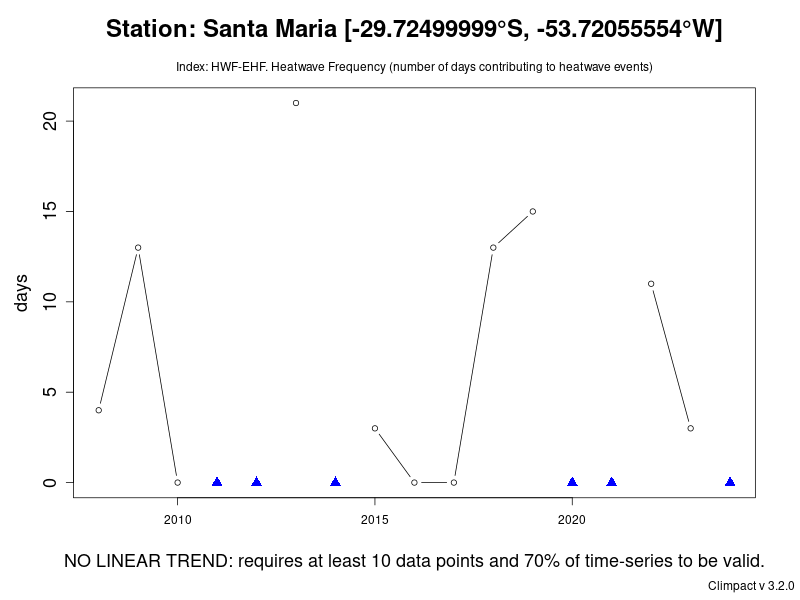 Station: Santa Maria [-29.72499999°S, -53.72055554°W]
Index: HWF-EHF. Heatwave Frequency (number of days contributing to heatwave events)
20
15
10
5
0
days
2010 2015 2020
NO LINEAR TREND: requires at least 10 data points and 70% of time-series to be valid.
Climpact v 3.2.0